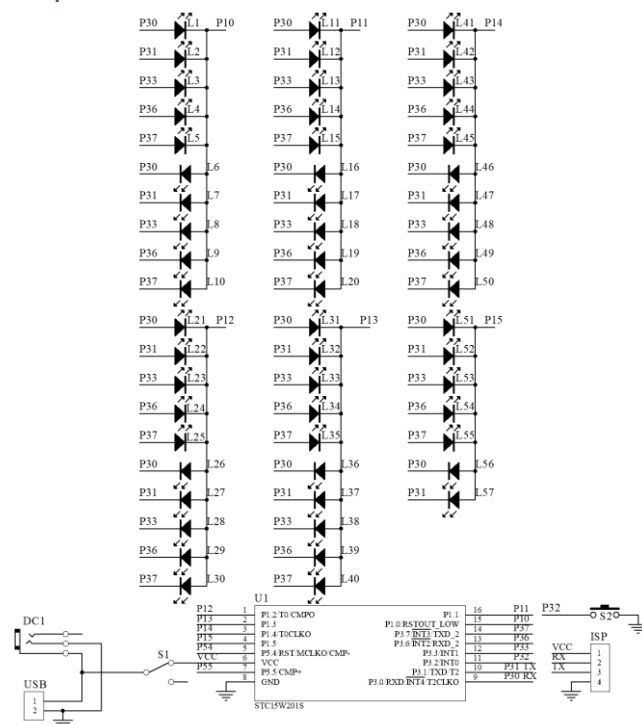 P30 L1 P10 P30 L11 P11 P30 L41 P14
P31 L2 P31 L12 P31 L42
P33 L3 P33 L13 P33 L43
P36 L4 P36 L14 P36 L44
P37 L5 P37 L15 P37 L45
P30 L6 P30 L16 P30 L46
P31 L7 P31 L17 P31 L47
P33 L8 P33 L18 P33 L48
P36 L9 P36 L19 P36 L49
P37 L10 P37 L20 P37 L50
P30 L21 P12 P30 L31 P13 P30 L51 P15
P31 L22 P31 L32 P31 L52
P33 L23 P33 L33 P33 L53
P36 L24 P36 L34 P36 L54
P37 L25 P37 L35 P37 L55
P30 L26 P30 L36 P30 L56
P31 L27 P31 L37 P31 L57
P33 L28 P33 L38
P36 L29 P36 L39
P37 L30 P37 L40
U1
P12 1 P1.2/T0/CMPO P1.1 16 P11 P32 S2
P13 2 P1.3 P1.0/RSTOUT_LOW 15 P10
P14 3 P1.4/T0CLKO P3.7/INT3/TXD_2 14 P37
P15 4 P1.5 P3.6/INT2/RXD_2 13 P36
P54 5 P5.4/RST/MCLKO/CMP- P3.3/INT1 12 P33
VCC 6 VCC P3.2/INT0 11 P32
P55 7 P5.5/CMP+ P3.1/TXD/T2 10 P31 TX
8 GND P3.0/RXD/INT4/T2CLKO 9 P30 RX
STC15W201S
DC1
S1
USB
1
2
ISP
VCC 1
RX 2
TX 3
4